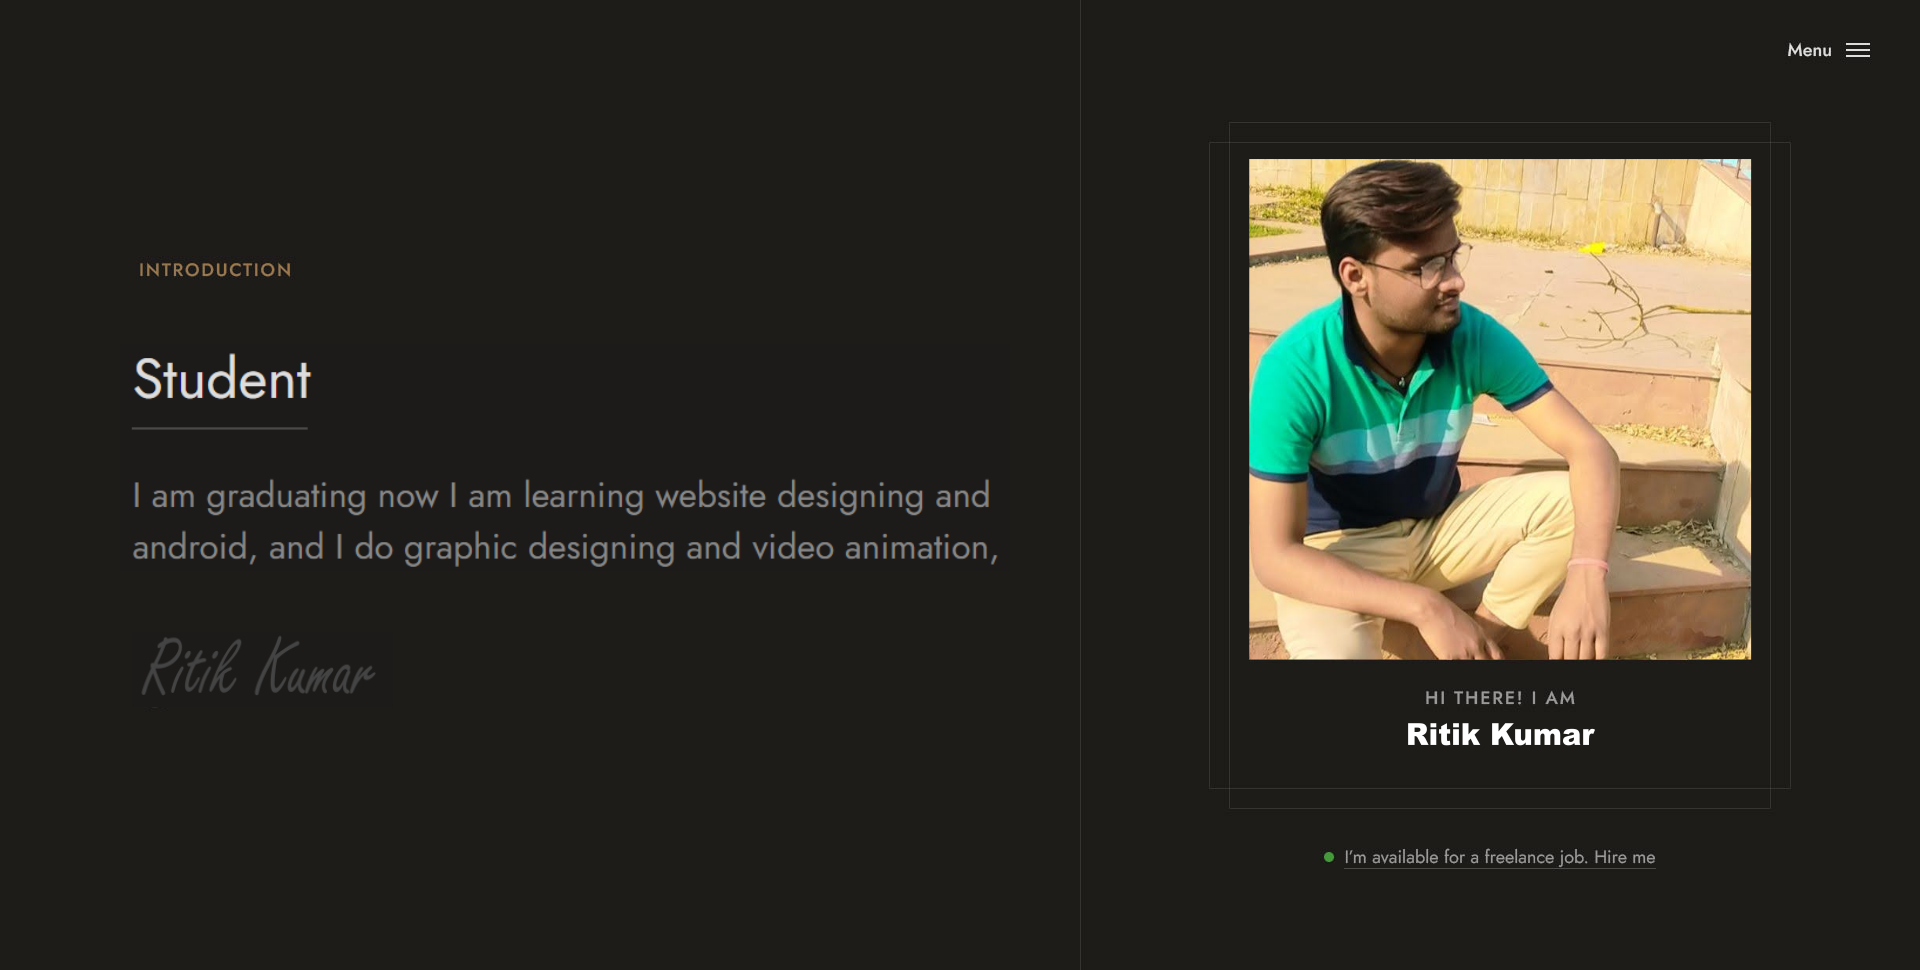 Menu
INTRODUCTION
Student
I am graduating now I am learning website designing and
android, and I do graphic designing and video animation,
Ritik Kumar
HI THERE! I AM
Ritik Kumar
I'm available for a freelance job. Hire me